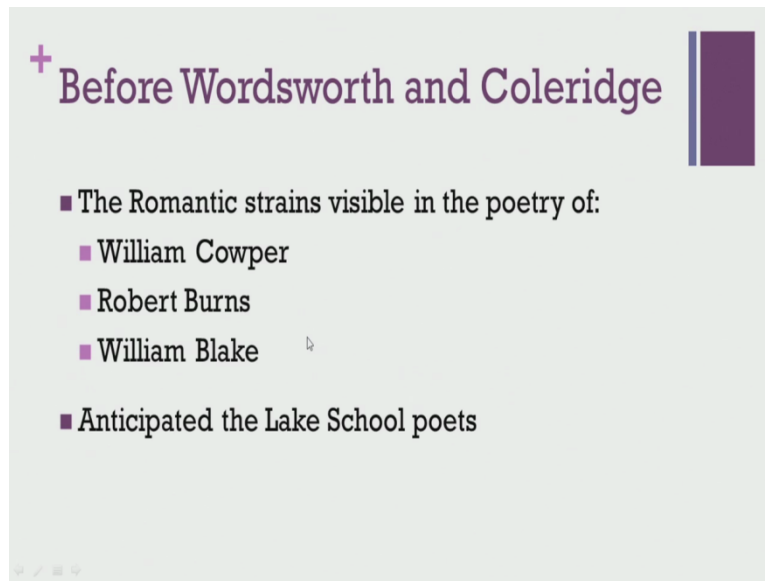 +
Before Wordsworth and Coleridge
The Romantic strains visible in the poetry of:
William Cowper
Robert Burns
William Blake
Anticipated the Lake School poets